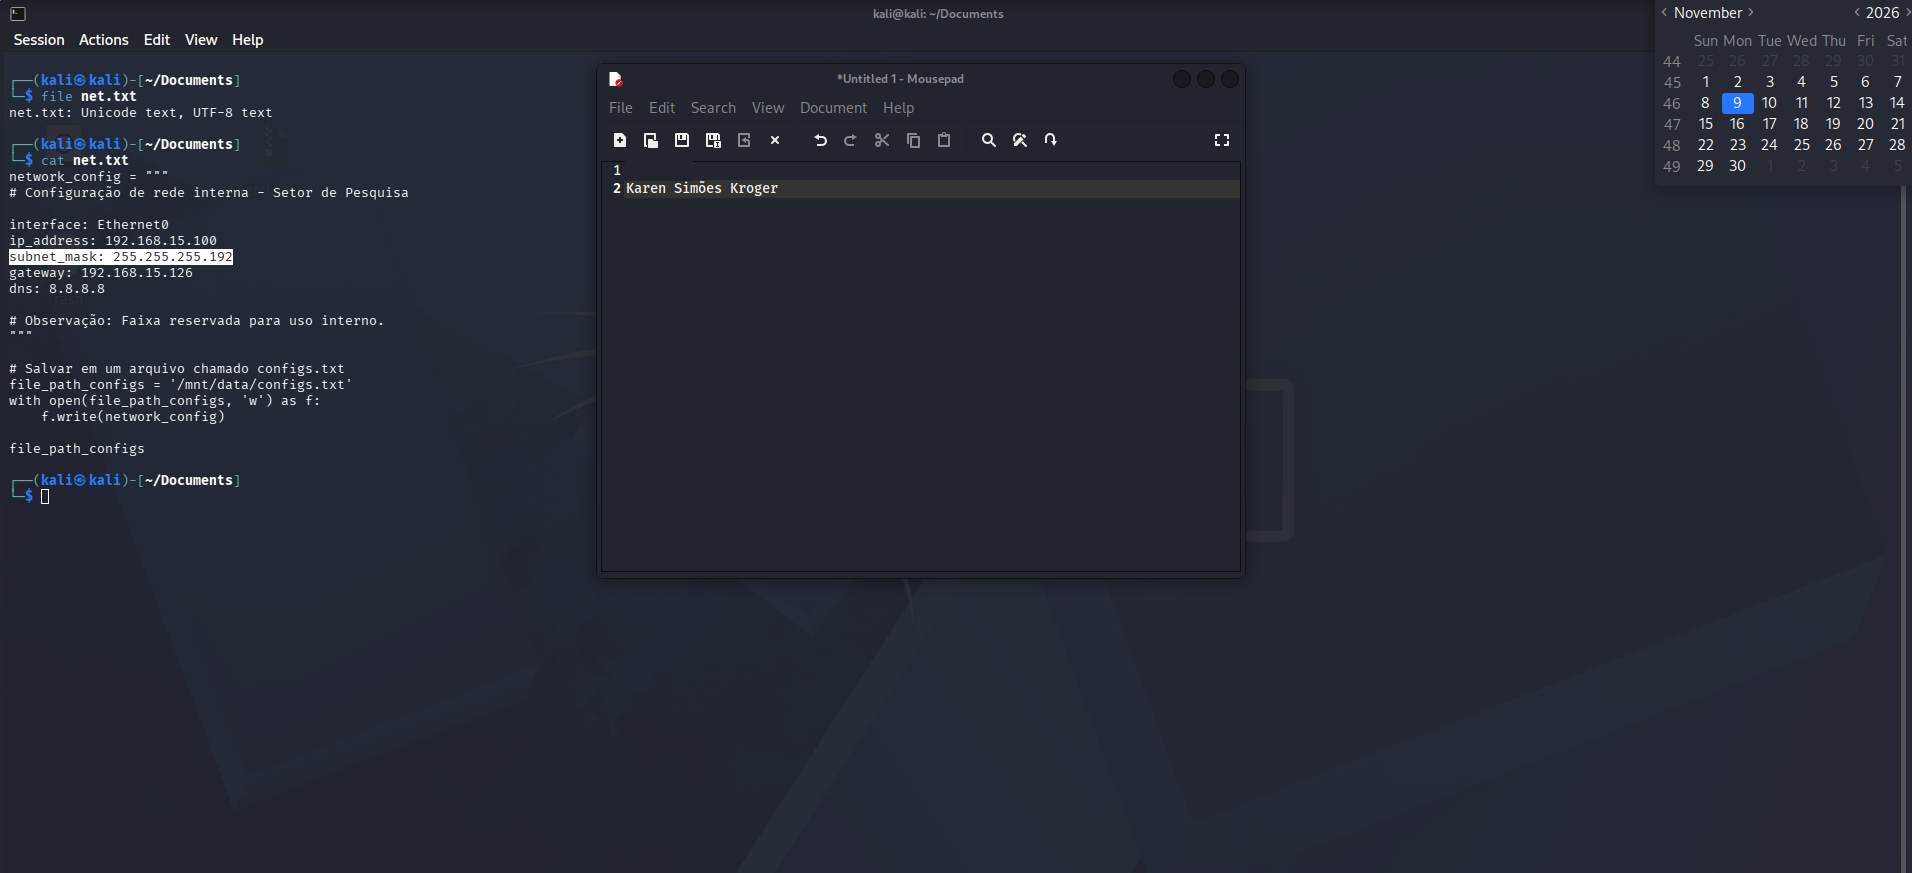 kali@kali: ~/Documents
Session Actions Edit View Help
┌──(kali㉿kali)-[~/Documents]
└─$ file net.txt
net.txt: Unicode text, UTF-8 text
┌──(kali㉿kali)-[~/Documents]
└─$ cat net.txt
network_config = """
# Configuração de rede interna - Setor de Pesquisa
interface: Ethernet0
ip_address: 192.168.15.100
subnet_mask: 255.255.255.192
gateway: 192.168.15.126
dns: 8.8.8.8
Trash
# Observação: Faixa reservada para uso interno.
"""
# Salvar em um arquivo chamado configs.txt
file_path_configs = '/mnt/data/configs.txt'
with open(file_path_configs, 'w') as f:
    f.write(network_config)
file_path_configs
┌──(kali㉿kali)-[~/Documents]
└─$
*Untitled 1 - Mousepad
File Edit Search View Document Help
1
2 Karen Simões Kroger
< November > < 2026 >
Sun Mon Tue Wed Thu Fri Sat
44 25 26 27 28 29 30 31
45 1 2 3 4 5 6 7
46 8 9 10 11 12 13 14
47 15 16 17 18 19 20 21
48 22 23 24 25 26 27 28
49 29 30 1 2 3 4 5